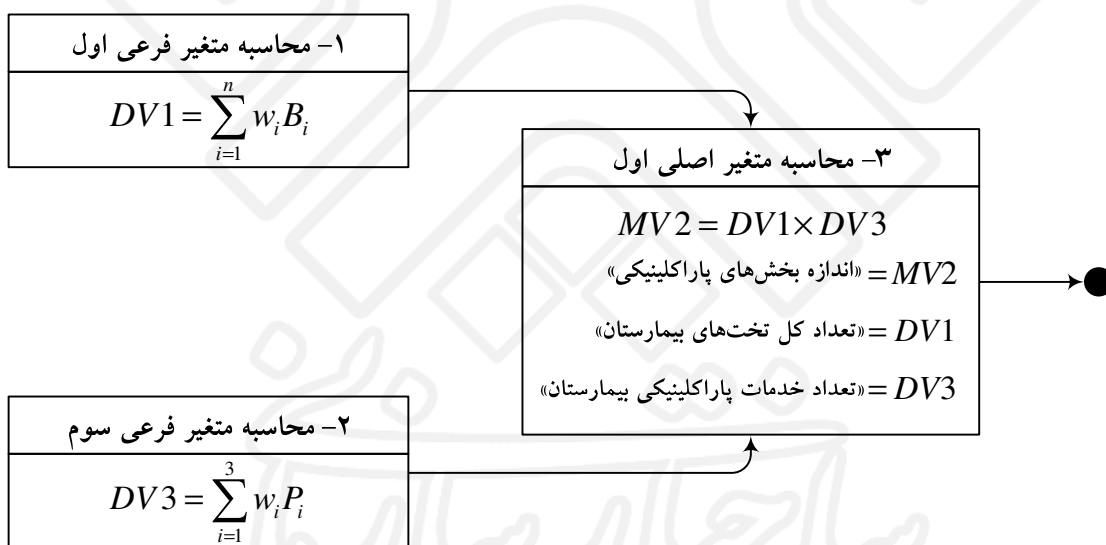 ۱- محاسبه متغیر فرعی اول
DV1 = \sum_{i=1}^{n} w_i B_i
۳- محاسبه متغیر اصلی اول
MV2 = DV1 × DV3
MV2 = «اندازه بخش‌های پاراکلینیکی»
DV1 = «تعداد کل تخت‌های بیمارستان»
DV3 = «تعداد خدمات پاراکلینیکی بیمارستان»
۲- محاسبه متغیر فرعی سوم
DV3 = \sum_{i=1}^{3} w_i P_i